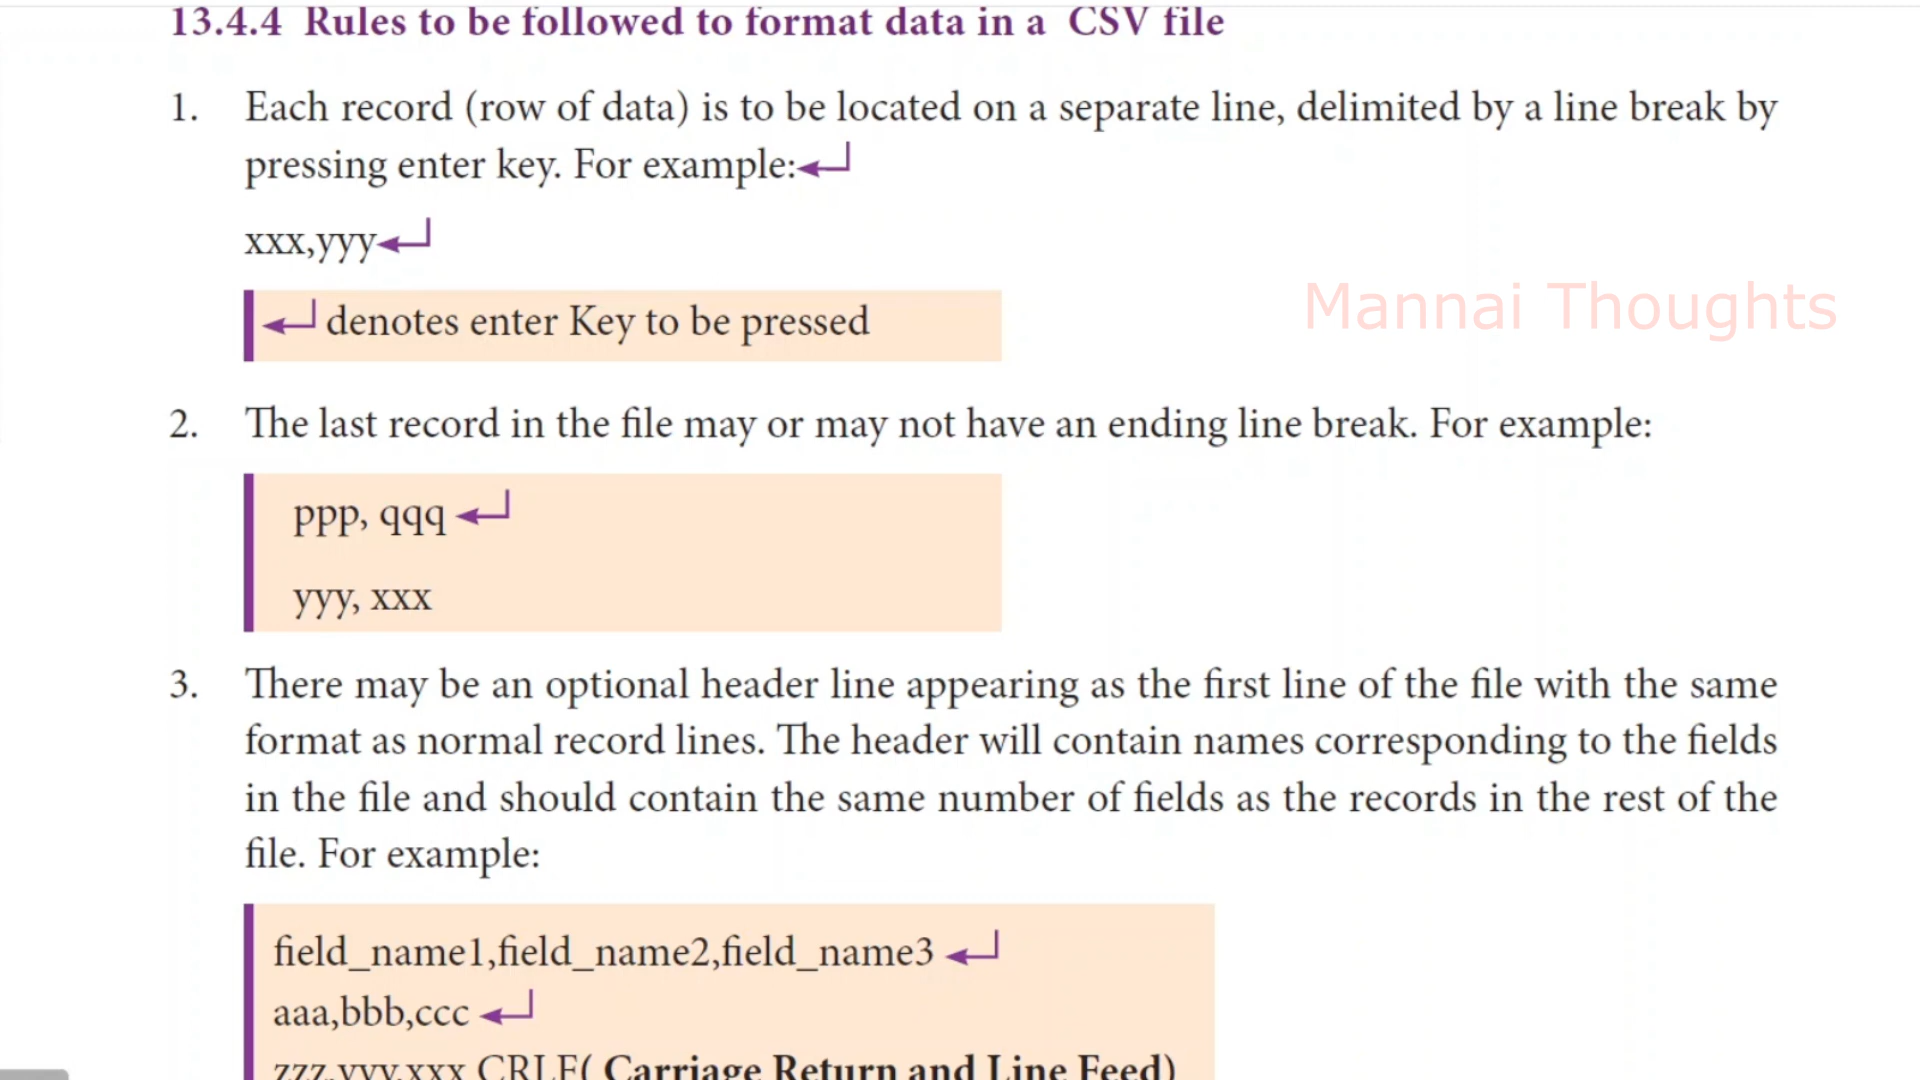 13.4.4 Rules to be followed to format data in a CSV file
1. Each record (row of data) is to be located on a separate line, delimited by a line break by
pressing enter key. For example:
xxx,yyy
denotes enter Key to be pressed
Mannai Thoughts
2. The last record in the file may or may not have an ending line break. For example:
ppp, qqq
yyy, xxx
3. There may be an optional header line appearing as the first line of the file with the same
format as normal record lines. The header will contain names corresponding to the fields
in the file and should contain the same number of fields as the records in the rest of the
file. For example:
field_name1,field_name2,field_name3
aaa,bbb,ccc
zzz,yyy,xxx CRLF( Carriage Return and Line Feed)